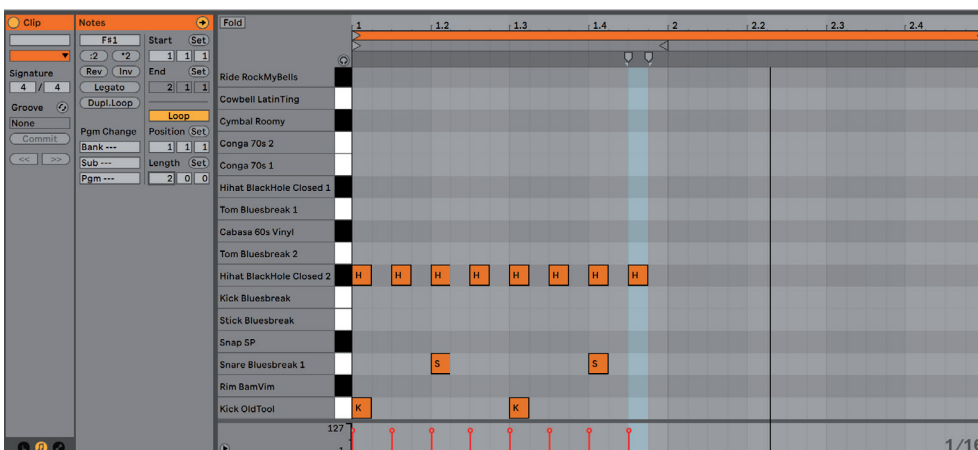 Clip
Signature
4 / 4
Groove
None
Commit
<< >>
Notes
F#1
:2 *2
Rev Inv
Legato
Dupl.Loop
Pgm Change
Bank ---
Sub ---
Pgm ---
Start Set
1 1 1
End Set
2 1 1
Loop
Position Set
1 1 1
Length Set
2 0 0
Fold
1 1.2 1.3 1.4 2 2.2 2.3 2.4
Ride RockMyBells
Cowbell LatinTing
Cymbal Roomy
Conga 70s 2
Conga 70s 1
Hihat BlackHole Closed 1
Tom Bluesbreak 1
Cabasa 60s Vinyl
Tom Bluesbreak 2
Hihat BlackHole Closed 2 H H H H H H H H
Kick Bluesbreak
Stick Bluesbreak
Snap SP
Snare Bluesbreak 1 S S
Rim BamVim
Kick OldTool K K
127
1/16